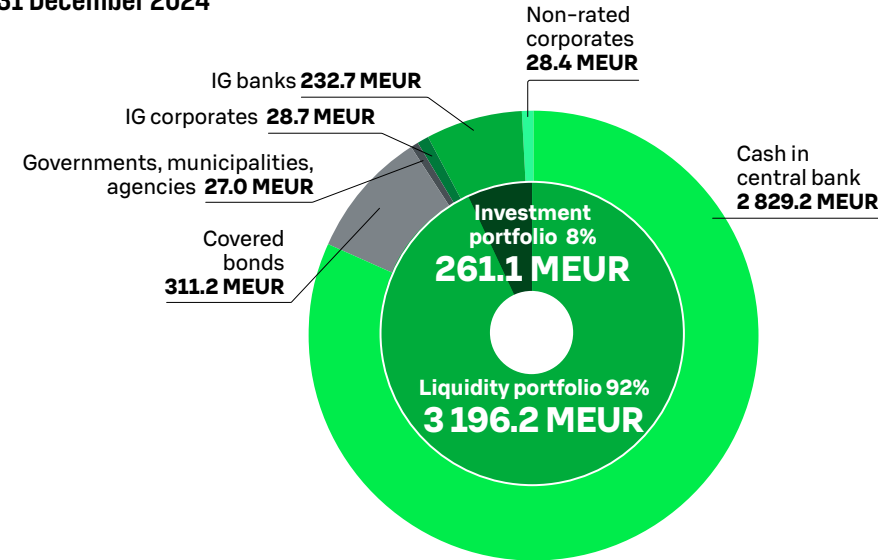 31 December 2024
Non-rated
corporates
28.4 MEUR
IG banks 232.7 MEUR
IG corporates 28.7 MEUR
Governments, municipalities,
agencies 27.0 MEUR
Covered
bonds
311.2 MEUR
Cash in
central bank
2 829.2 MEUR
Investment
portfolio 8%
261.1 MEUR
Liquidity portfolio 92%
3 196.2 MEUR